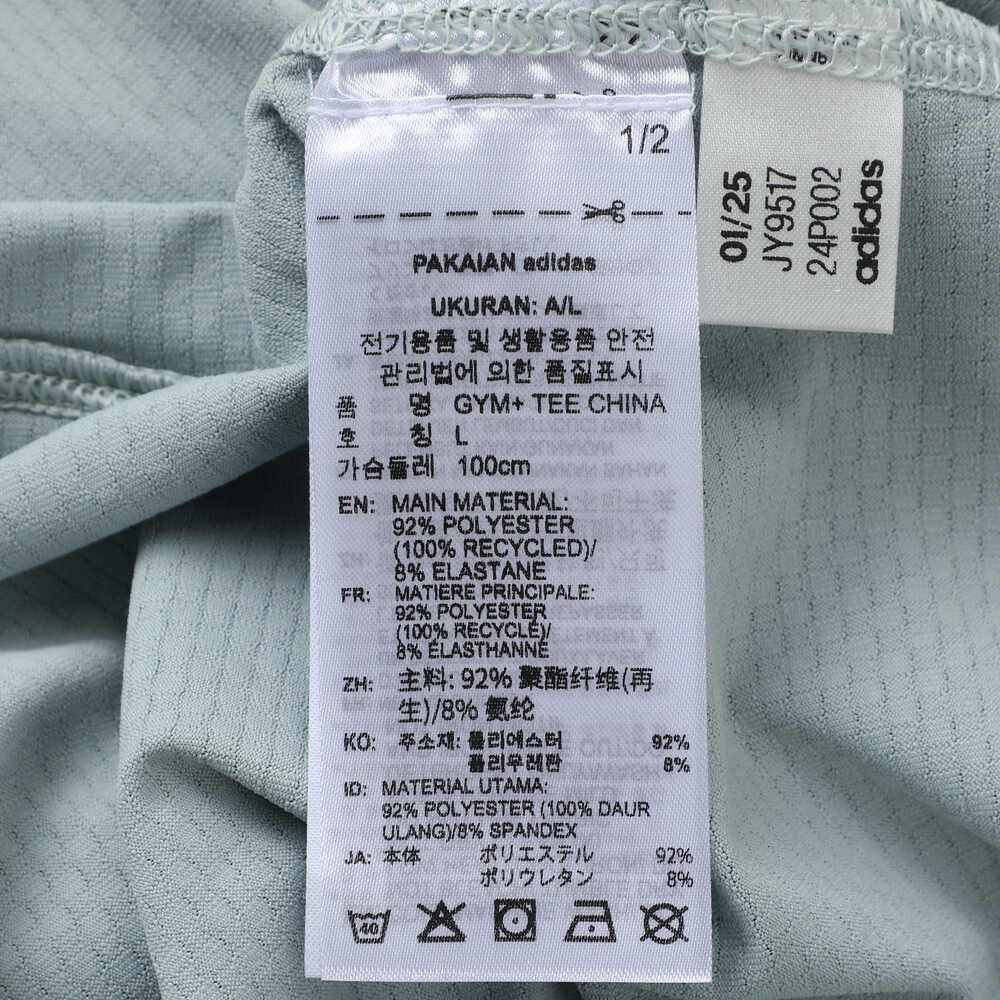 1/2
PAKAIAN adidas
UKURAN: A/L
전기용품 및 생활용품 안전
관리법에 의한 품질표시
품 명 GYM+ TEE CHINA
호 칭 L
가슴둘레 100cm
EN: MAIN MATERIAL:
92% POLYESTER
(100% RECYCLED)/
8% ELASTANE
FR: MATIERE PRINCIPALE:
92% POLYESTER
(100% RECYCLÉ)/
8% ÉLASTHANNE
ZH: 主料: 92% 聚酯纤维(再
生)/8% 氨纶
KO: 주소재: 폴리에스터 92%
폴리우레탄 8%
ID: MATERIAL UTAMA:
92% POLYESTER (100% DAUR
ULANG)/8% SPANDEX
JA: 本体 ポリエステル 92%
ポリウレタン 8%
40
01/25
JY9517
24P002
adidas